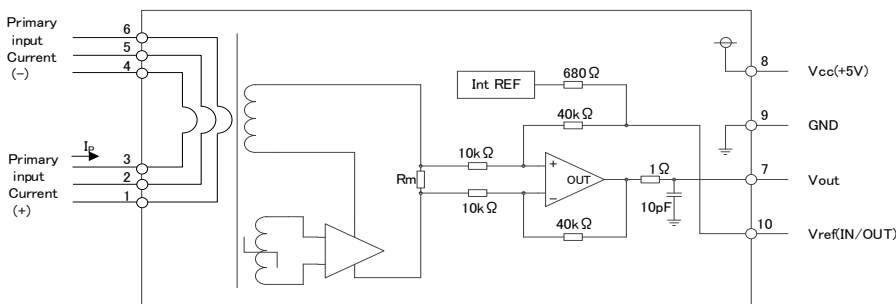 Primary
input
Current
(-)
6
5
4
Primary
input
Current
(+)
IP
3
2
1
Int REF
680Ω
40kΩ
10kΩ
Rm
10kΩ
+
OUT
−
40kΩ
1Ω
10pF
8
Vcc(+5V)
9
GND
7
Vout
10
Vref(IN/OUT)